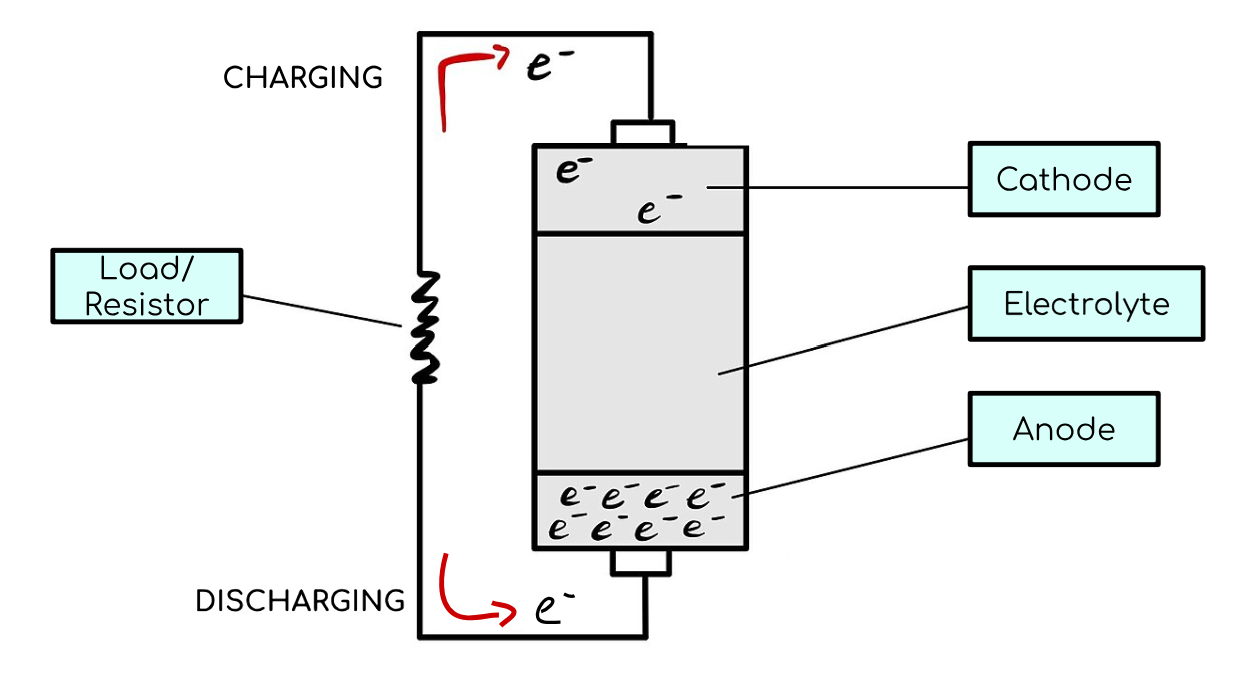 CHARGING
e⁻
e⁻
Cathode
e⁻
Load/
Resistor
Electrolyte
Anode
e⁻ e⁻ e⁻ e⁻
e⁻ e⁻ e⁻ e⁻
DISCHARGING
e⁻